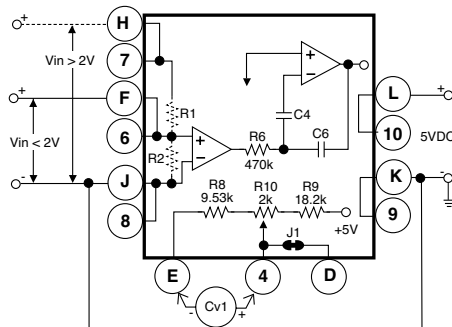 +
H
Vin > 2V
7
+
F
R1
C4
L
+
Vin < 2V
6
R6
C6
10
5VDC
R2
470k
-
J
K
-
8
R8
R10
R9
9
9.53k
2k
18.2k
J1
+5V
E
4
D
-
Cv1
+